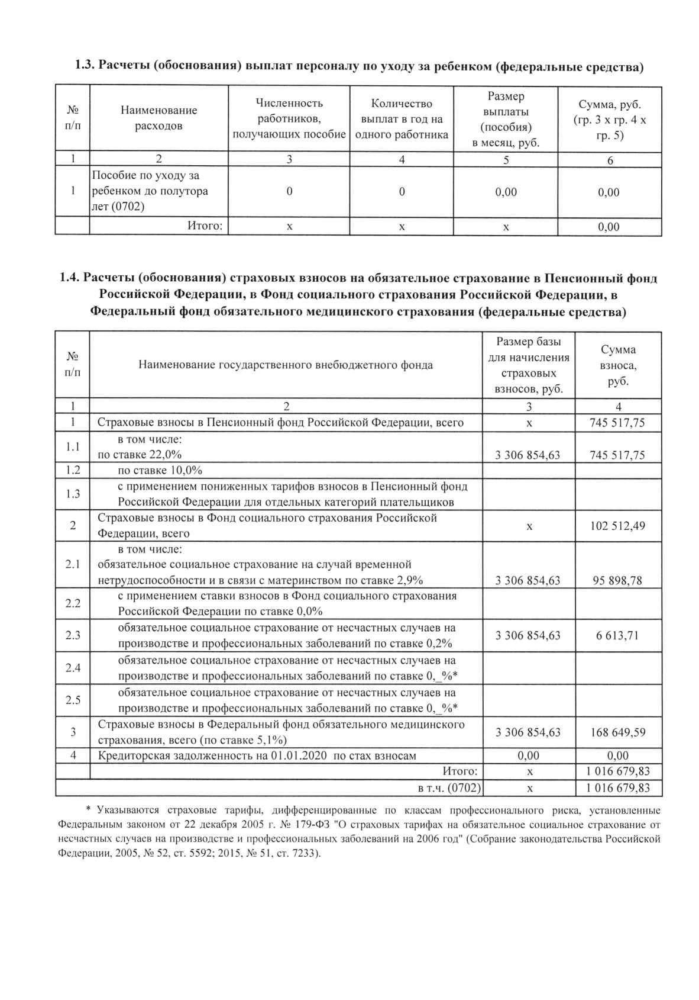 1.3. Расчеты (обоснования) выплат персоналу по уходу за ребенком (федеральные средства)
№ п/п
Наименование расходов
Численность работников, получающих пособие
Количество выплат в год на одного работника
Размер выплаты (пособия) в месяц, руб.
Сумма, руб. (гр. 3 х гр. 4 х гр. 5)
1 2 3 4 5 6
1 Пособие по уходу за ребенком до полутора лет (0702) 0 0 0,00 0,00
Итого: х х х 0,00
1.4. Расчеты (обоснования) страховых взносов на обязательное страхование в Пенсионный фонд
Российской Федерации, в Фонд социального страхования Российской Федерации, в
Федеральный фонд обязательного медицинского страхования (федеральные средства)
№ п/п
Наименование государственного внебюджетного фонда
Размер базы для начисления страховых взносов, руб.
Сумма взноса, руб.
1 2 3 4
1 Страховые взносы в Пенсионный фонд Российской Федерации, всего х 745 517,75
1.1 в том числе:
по ставке 22,0% 3 306 854,63 745 517,75
1.2 по ставке 10,0%
1.3 с применением пониженных тарифов взносов в Пенсионный фонд
Российской Федерации для отдельных категорий плательщиков
2 Страховые взносы в Фонд социального страхования Российской
Федерации, всего х 102 512,49
2.1 в том числе:
обязательное социальное страхование на случай временной
нетрудоспособности и в связи с материнством по ставке 2,9% 3 306 854,63 95 898,78
2.2 с применением ставки взносов в Фонд социального страхования
Российской Федерации по ставке 0,0%
2.3 обязательное социальное страхование от несчастных случаев на
производстве и профессиональных заболеваний по ставке 0,2% 3 306 854,63 6 613,71
2.4 обязательное социальное страхование от несчастных случаев на
производстве и профессиональных заболеваний по ставке 0,_%*
2.5 обязательное социальное страхование от несчастных случаев на
производстве и профессиональных заболеваний по ставке 0,_%*
3 Страховые взносы в Федеральный фонд обязательного медицинского
страхования, всего (по ставке 5,1%) 3 306 854,63 168 649,59
4 Кредиторская задолженность на 01.01.2020 по стах взносам 0,00 0,00
Итого: х 1 016 679,83
в т.ч. (0702) х 1 016 679,83
* Указываются страховые тарифы, дифференцированные по классам профессионального риска, установленные
Федеральным законом от 22 декабря 2005 г. № 179-ФЗ "О страховых тарифах на обязательное социальное страхование от
несчастных случаев на производстве и профессиональных заболеваний на 2006 год" (Собрание законодательства Российской
Федерации, 2005, № 52, ст. 5592; 2015, № 51, ст. 7233).